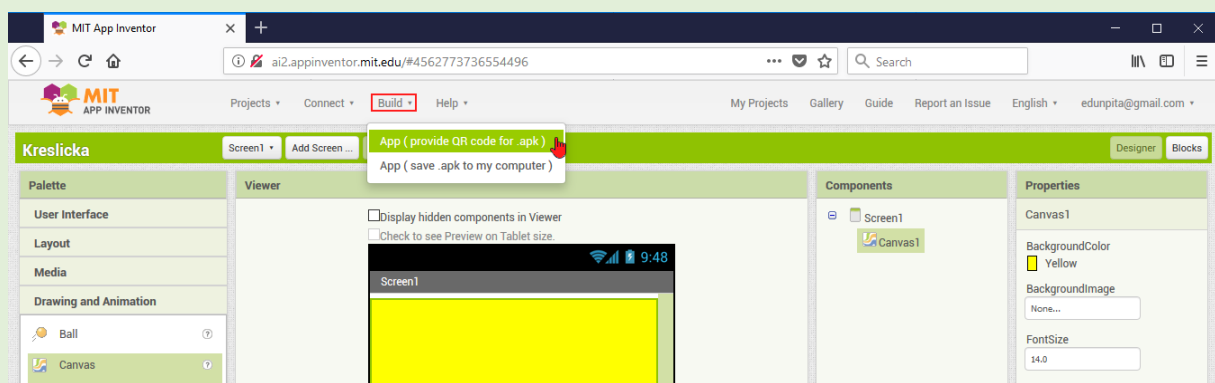 MIT App Inventor
ai2.appinventor.mit.edu/#4562773736554496
Search
MIT
APP INVENTOR
Projects
Connect
Build
Help
My Projects
Gallery
Guide
Report an Issue
English
edunpita@gmail.com
Kreslicka
Screen1
Add Screen ...
App ( provide QR code for .apk )
App ( save .apk to my computer )
Designer
Blocks
Palette
User Interface
Layout
Media
Drawing and Animation
Ball
Canvas
Viewer
Display hidden components in Viewer
Check to see Preview on Tablet size.
9:48
Screen1
Components
Screen1
Canvas1
Properties
Canvas1
BackgroundColor
Yellow
BackgroundImage
None...
FontSize
14.0